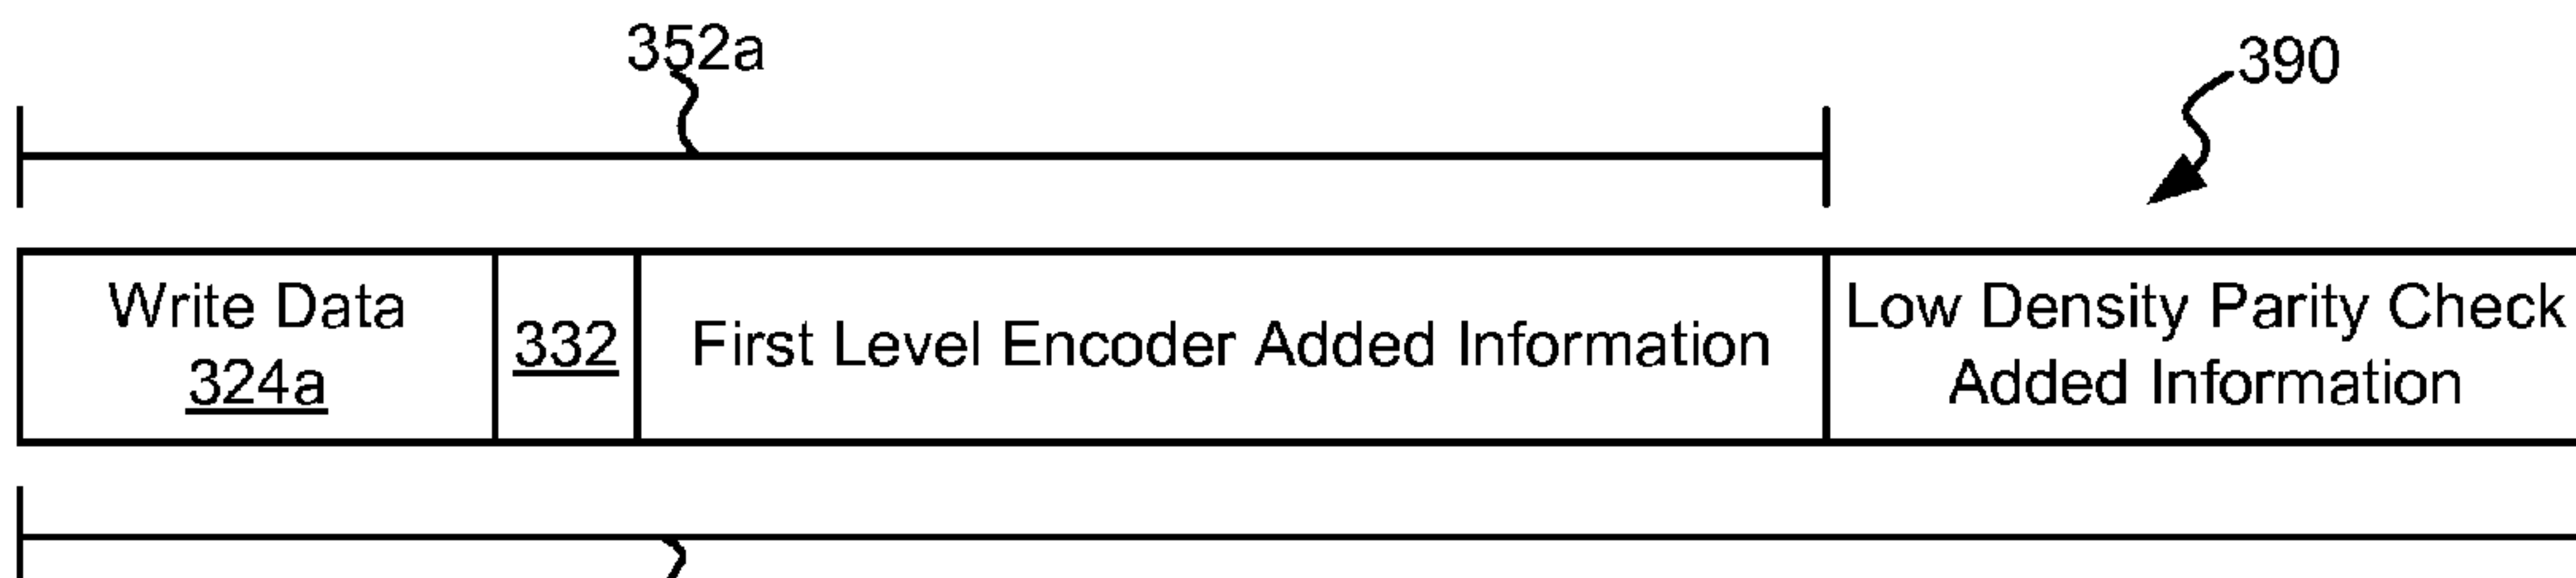 352a
390
Write Data
324a
332
First Level Encoder Added Information
Low Density Parity Check
Added Information